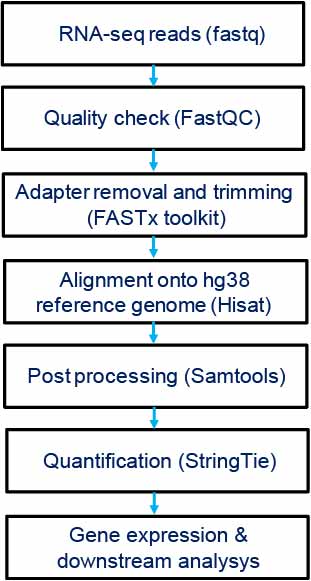 RNA-seq reads (fastq)
Quality check (FastQC)
Adapter removal and trimming
(FASTx toolkit)
Alignment onto hg38
reference genome (Hisat)
Post processing (Samtools)
Quantification (StringTie)
Gene expression &
downstream analysys